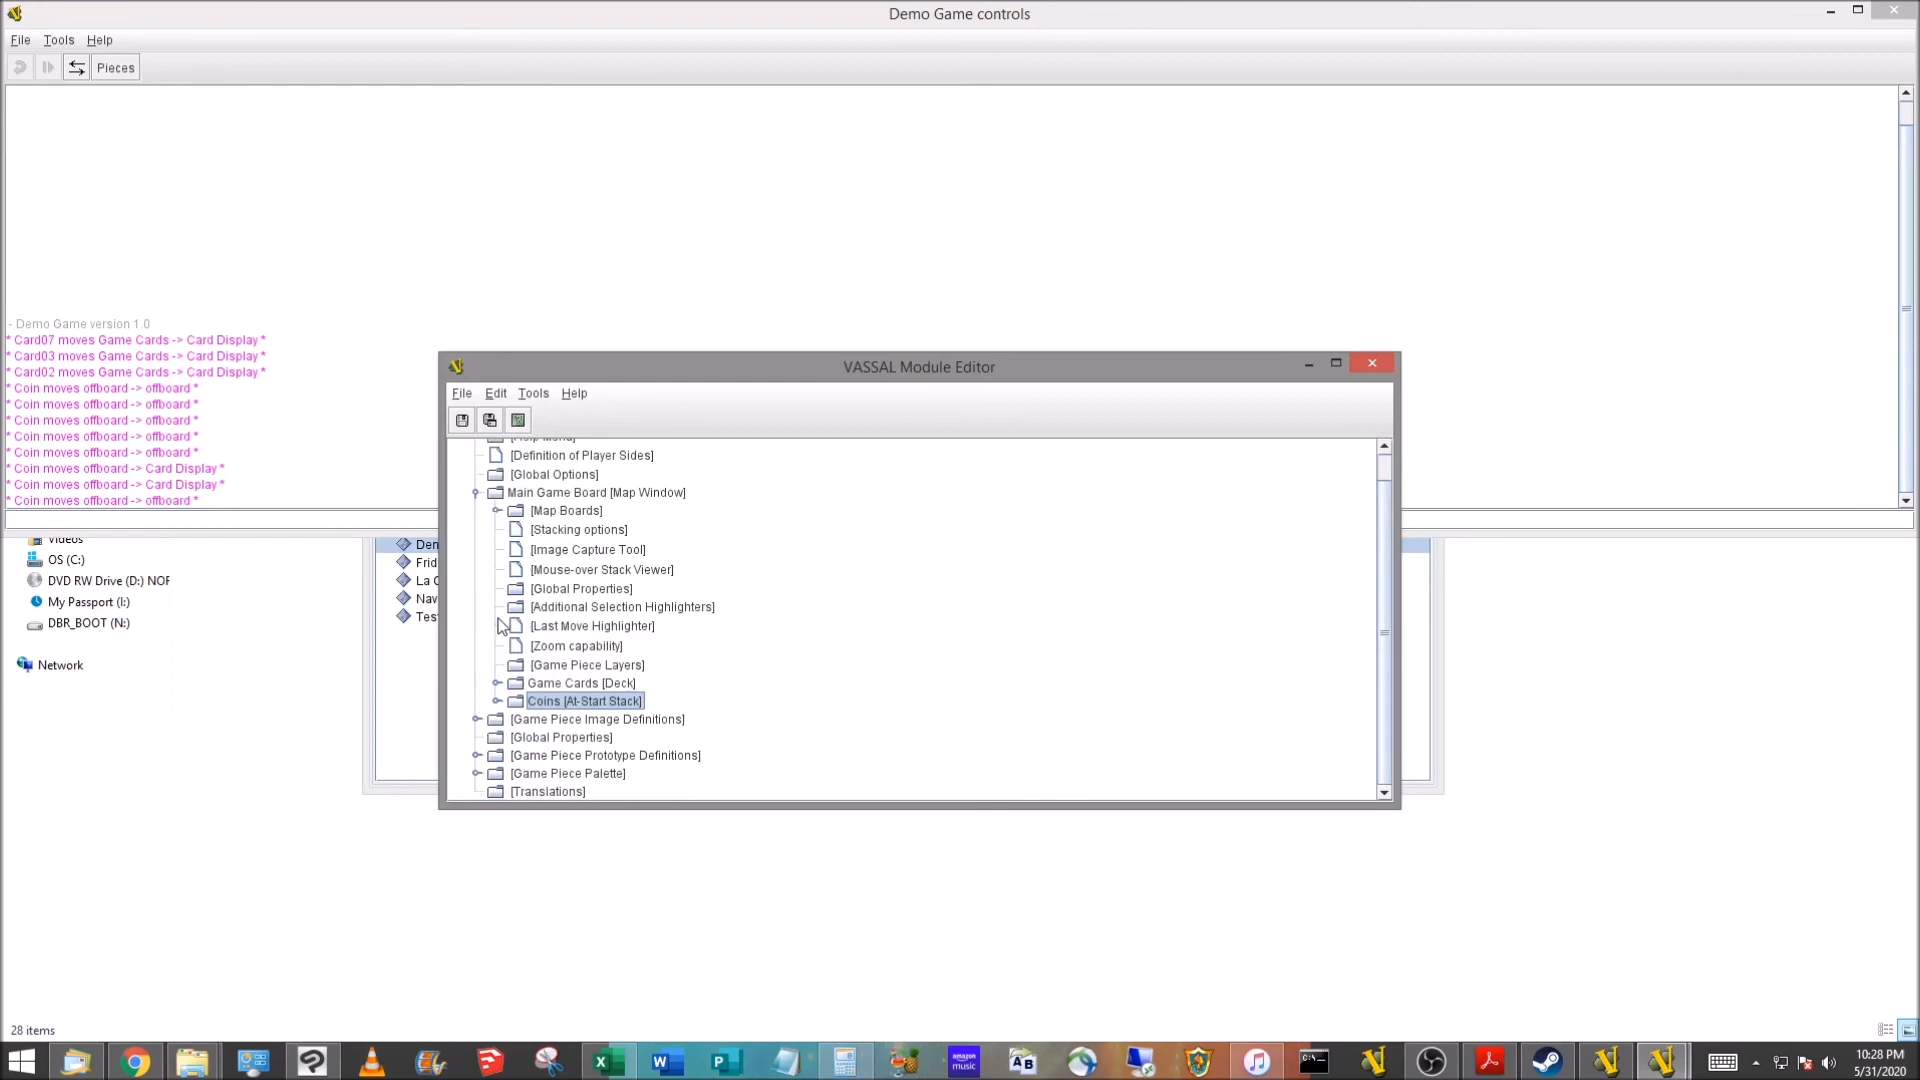 Demo Game controls
File Tools Help
Pieces
- Demo Game version 1.0
* Card07 moves Game Cards -> Card Display *
* Card03 moves Game Cards -> Card Display *
* Card02 moves Game Cards -> Card Display *
* Coin moves offboard -> offboard *
* Coin moves offboard -> offboard *
* Coin moves offboard -> offboard *
* Coin moves offboard -> offboard *
* Coin moves offboard -> offboard *
* Coin moves offboard -> Card Display *
* Coin moves offboard -> Card Display *
* Coin moves offboard -> offboard *
VASSAL Module Editor
File Edit Tools Help
[Help Menu]
[Definition of Player Sides]
[Global Options]
Main Game Board [Map Window]
[Map Boards]
[Stacking options]
[Image Capture Tool]
[Mouse-over Stack Viewer]
[Global Properties]
[Additional Selection Highlighters]
[Last Move Highlighter]
[Zoom capability]
[Game Piece Layers]
Game Cards [Deck]
Coins [At-Start Stack]
[Game Piece Image Definitions]
[Global Properties]
[Game Piece Prototype Definitions]
[Game Piece Palette]
[Translations]
Videos
OS (C:)
DVD RW Drive (D:) NOF
My Passport (I:)
DBR_BOOT (N:)
Network
Den
Frid
La C
Nav
Tes
28 items
amazon music
10:28 PM
5/31/2020